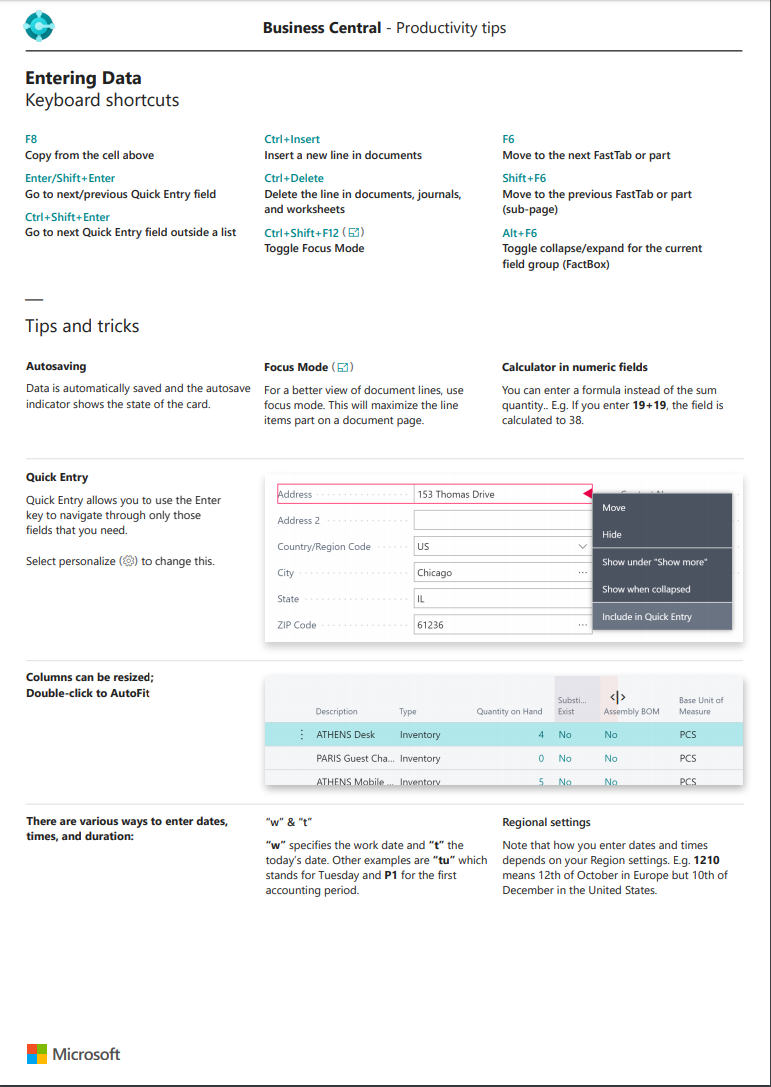 Business Central - Productivity tips
Entering Data
Keyboard shortcuts
F8
Copy from the cell above
Enter/Shift+Enter
Go to next/previous Quick Entry field
Ctrl+Shift+Enter
Go to next Quick Entry field outside a list
Ctrl+Insert
Insert a new line in documents
Ctrl+Delete
Delete the line in documents, journals,
and worksheets
Ctrl+Shift+F12 ( )
Toggle Focus Mode
F6
Move to the next FastTab or part
Shift+F6
Move to the previous FastTab or part
(sub-page)
Alt+F6
Toggle collapse/expand for the current
field group (FactBox)
Tips and tricks
Autosaving
Data is automatically saved and the autosave
indicator shows the state of the card.
Focus Mode ( )
For a better view of document lines, use
focus mode. This will maximize the line
items part on a document page.
Calculator in numeric fields
You can enter a formula instead of the sum
quantity.. E.g. If you enter 19+19, the field is
calculated to 38.
Quick Entry
Quick Entry allows you to use the Enter
key to navigate through only those
fields that you need.
Select personalize ( ) to change this.
Address 153 Thomas Drive
Address 2
Country/Region Code US
City Chicago ...
State IL
ZIP Code 61236 ...
Move
Hide
Show under "Show more"
Show when collapsed
Include in Quick Entry
Columns can be resized;
Double-click to AutoFit
Description Type Quantity on Hand Substi... Exist Assembly BOM Base Unit of Measure
ATHENS Desk Inventory 4 No No PCS
PARIS Guest Cha... Inventory 0 No No PCS
ATHENS Mobile ... Inventory 5 No No PCS
There are various ways to enter dates,
times, and duration:
"w" & "t"
"w" specifies the work date and "t" the
today's date. Other examples are "tu" which
stands for Tuesday and P1 for the first
accounting period.
Regional settings
Note that how you enter dates and times
depends on your Region settings. E.g. 1210
means 12th of October in Europe but 10th of
December in the United States.
Microsoft